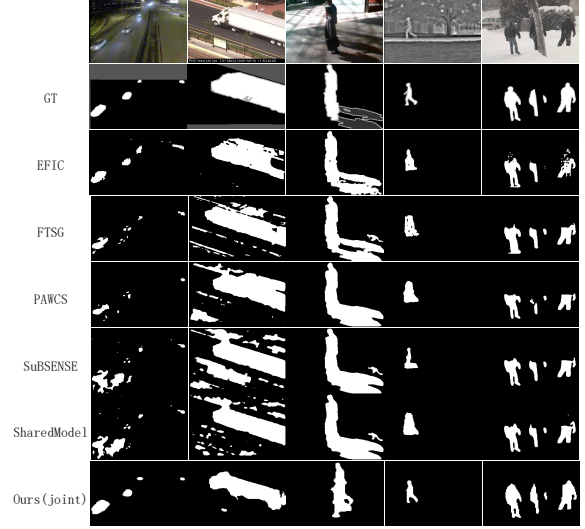 GT
EFIC
FTSG
PAWCS
SuBSENSE
SharedModel
Ours(joint)